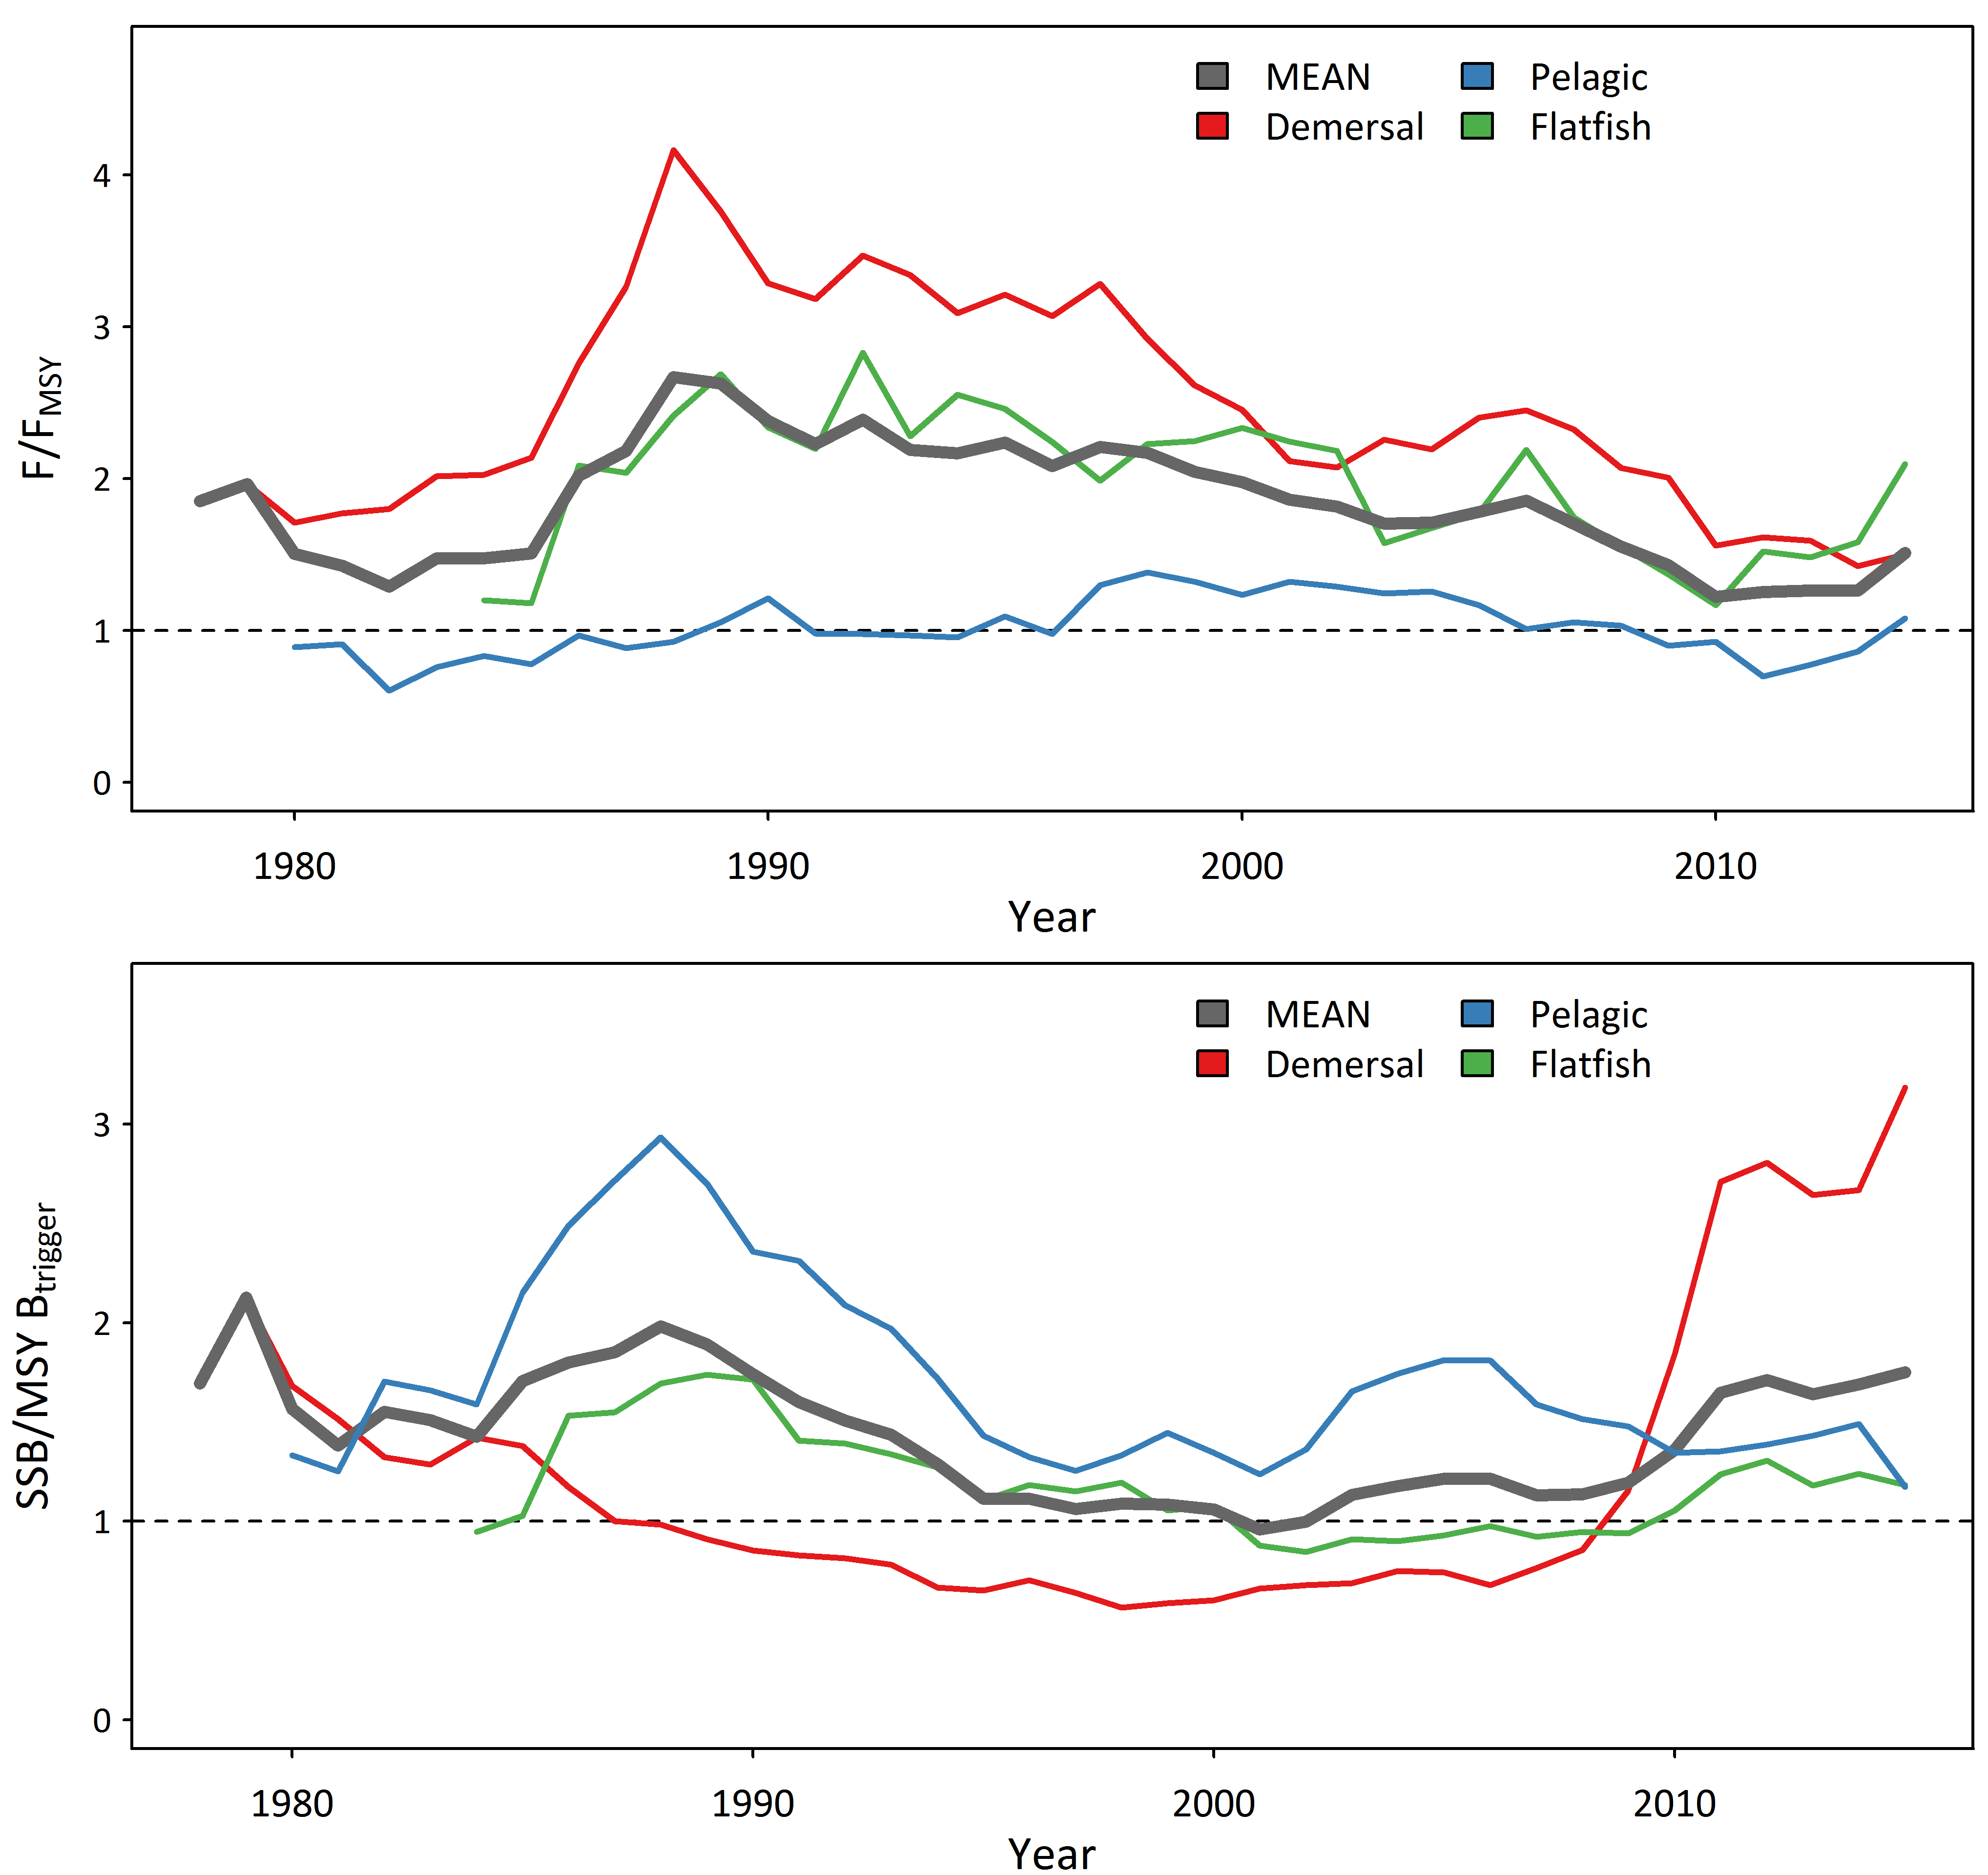 MEAN Pelagic
Demersal Flatfish
4
3
2
1
0
F/FMSY
1980 1990 2000 2010
Year
MEAN Pelagic
Demersal Flatfish
3
2
1
0
SSB/MSY Btrigger
1980 1990 2000 2010
Year